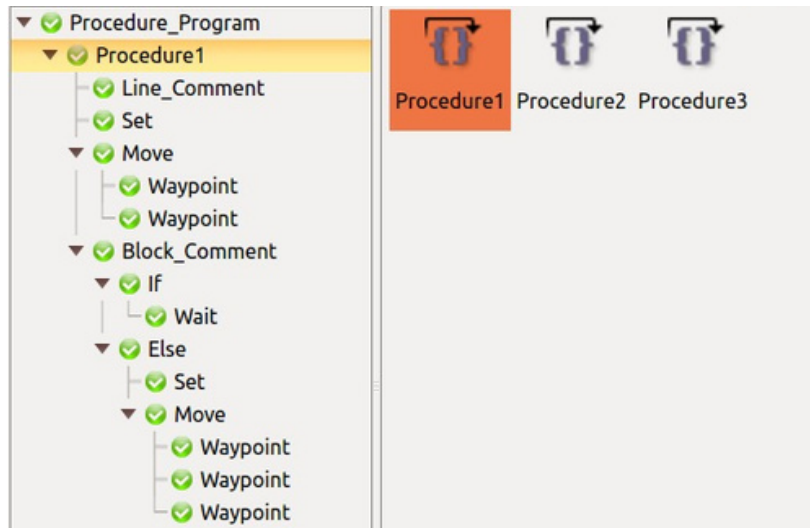 Procedure_Program
Procedure1
Line_Comment
Set
Move
Waypoint
Waypoint
Block_Comment
If
Wait
Else
Set
Move
Waypoint
Waypoint
Waypoint
{} {} {}
Procedure1 Procedure2 Procedure3